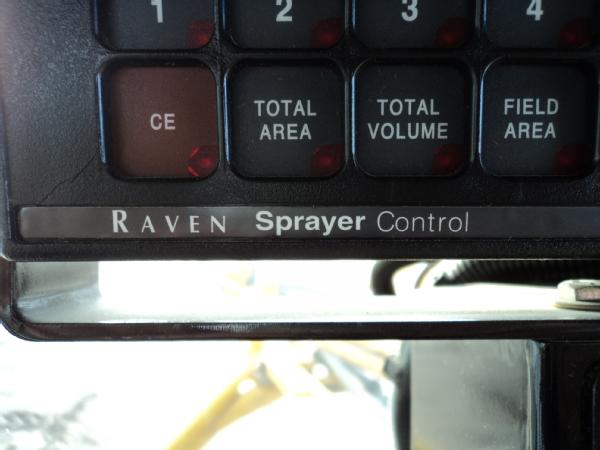 1 2 3 4
CE TOTAL AREA TOTAL VOLUME FIELD AREA
RAVEN Sprayer Control